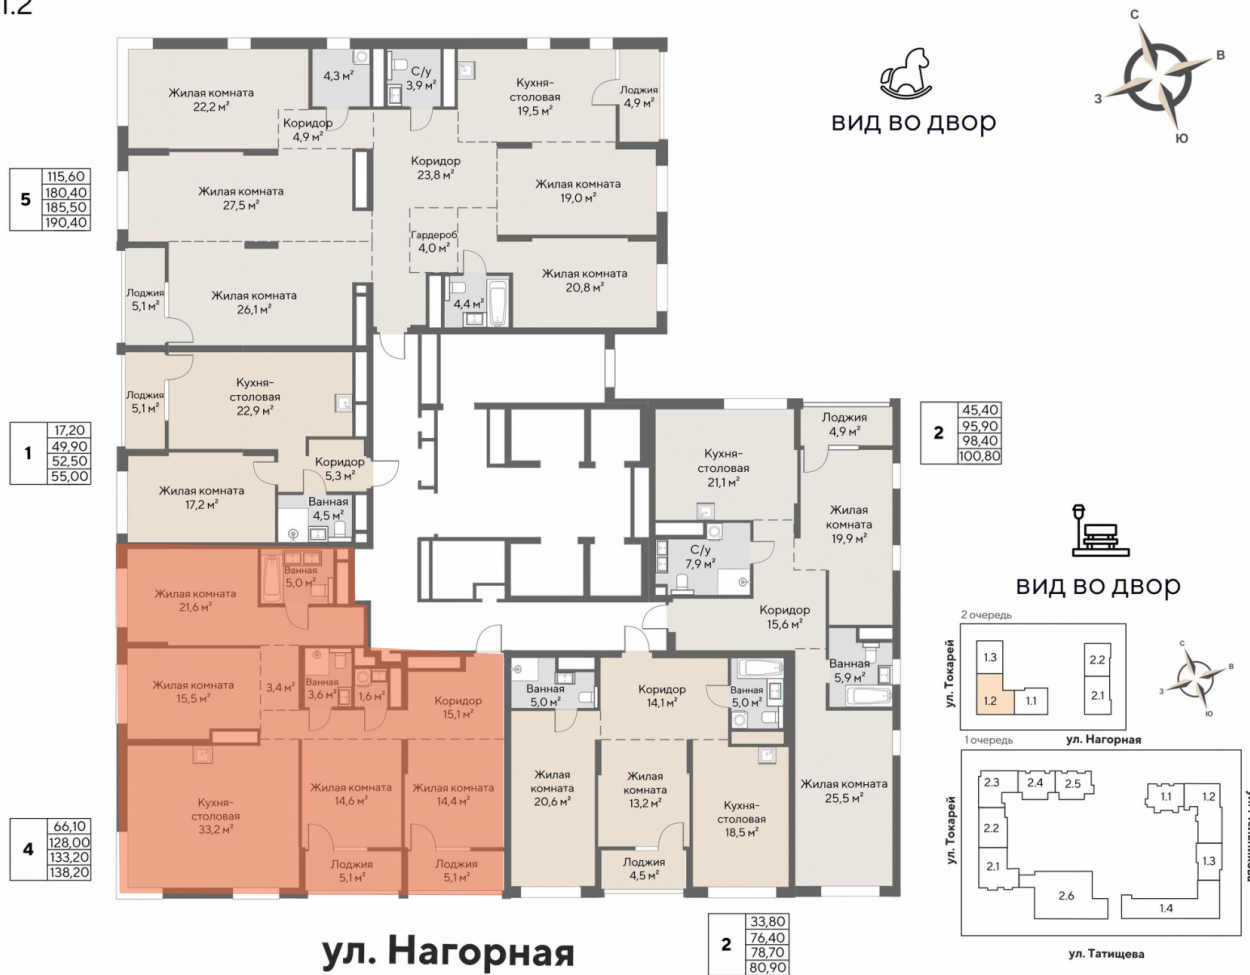 1.2
С
В
З
Ю
ВИД ВО ДВОР
Жилая комната
22,2 м²
4,3 м²
С/у
3,9 м²
Кухня-
столовая
19,5 м²
Лоджия
4,9 м²
Коридор
4,9 м²
Коридор
23,8 м²
5
115,60
180,40
185,50
190,40
Жилая комната
27,5 м²
Жилая комната
19,0 м²
Гардероб
4,0 м²
Жилая комната
20,8 м²
Лоджия
5,1 м²
Жилая комната
26,1 м²
4,4 м²
Лоджия
5,1 м²
Кухня-
столовая
22,9 м²
1
17,20
49,90
52,50
55,00
Коридор
5,3 м²
Жилая комната
17,2 м²
Ванная
4,5 м²
2
45,40
95,90
98,40
100,80
Лоджия
4,9 м²
Кухня-
столовая
21,1 м²
Жилая
комната
19,9 м²
С/у
7,9 м²
Коридор
15,6 м²
Ванная
5,9 м²
Жилая комната
25,5 м²
ВИД ВО ДВОР
Жилая комната
21,6 м²
Ванная
5,0 м²
Жилая комната
15,5 м²
3,4 м²
Ванная
3,6 м²
1,6 м²
Коридор
15,1 м²
Кухня-
столовая
33,2 м²
Жилая комната
14,6 м²
Жилая комната
14,4 м²
Лоджия
5,1 м²
Лоджия
5,1 м²
4
66,10
128,00
133,20
138,20
Ванная
5,0 м²
Коридор
14,1 м²
Ванная
5,0 м²
Жилая
комната
20,6 м²
Жилая
комната
13,2 м²
Кухня-
столовая
18,5 м²
Лоджия
4,5 м²
2
33,80
76,40
78,70
80,90
ул. Нагорная
2 очередь
ул. Токарей
1.3
1.2
1.1
2.2
2.1
ул. Нагорная
С
В
З
Ю
1 очередь
ул. Токарей
2.3
2.4
2.5
2.2
2.1
2.6
1.1
1.2
1.3
1.4
ул. Татищева